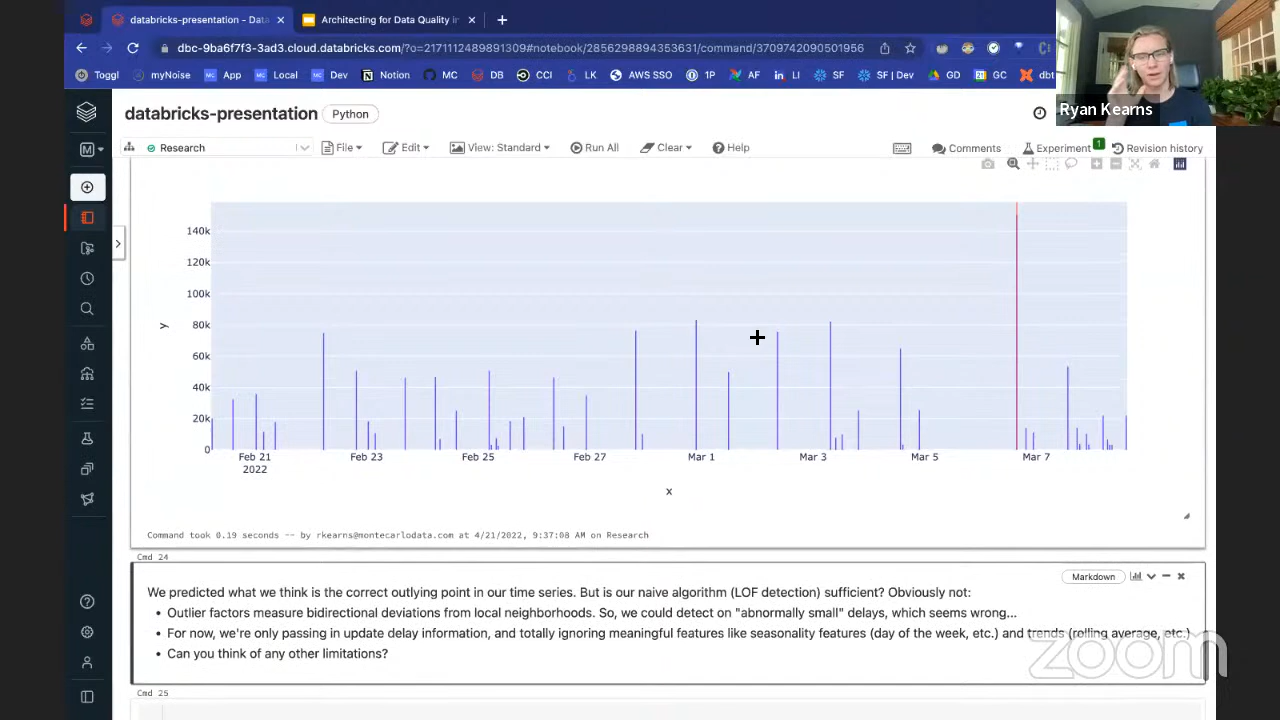 databricks-presentation - Data
Architecting for Data Quality in
dbc-9ba6f7f3-3ad3.cloud.databricks.com/?o=2171112489891309#notebook/2856298894353631/command/3709742090501966
Toggl
myNoise
MC App
MC Local
MC Dev
Notion
MC
DB
CCI
LK
AWS SSO
1P
AF
LI
SF
SF | Dev
GD
GC
dbt
Ryan Kearns
databricks-presentation
Python
M
Research
File
Edit
View: Standard
Run All
Clear
Help
Comments
Experiment
1
Revision history
140k
120k
100k
80k
60k
40k
20k
0
y
Feb 21
2022
Feb 23
Feb 25
Feb 27
Mar 1
Mar 3
Mar 5
Mar 7
x
Command took 0.19 seconds -- by rkearns@montecarlodata.com at 4/21/2022, 9:37:08 AM on Research
Cmd 24
Markdown
We predicted what we think is the correct outlying point in our time series. But is our naive algorithm (LOF detection) sufficient? Obviously not:
• Outlier factors measure bidirectional deviations from local neighborhoods. So, we could detect on "abnormally small" delays, which seems wrong...
• For now, we're only passing in update delay information, and totally ignoring meaningful features like seasonality features (day of the week, etc.) and trends (rolling average, etc.)
• Can you think of any other limitations?
zoom
Cmd 25